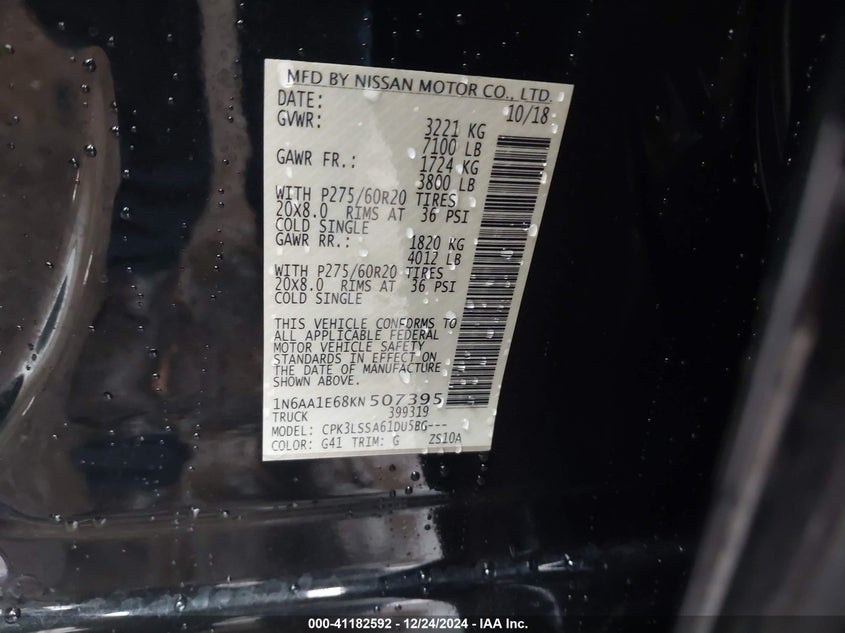 MFD BY NISSAN MOTOR CO., LTD.
DATE: 10/18
GVWR: 3221 KG
7100 LB
GAWR FR.: 1724 KG
3800 LB
WITH P275/60R20 TIRES
20X8.0 RIMS AT 36 PSI
COLD SINGLE
GAWR RR.: 1820 KG
4012 LB
WITH P275/60R20 TIRES
20X8.0 RIMS AT 36 PSI
COLD SINGLE
THIS VEHICLE CONFORMS TO
ALL APPLICABLE FEDERAL
MOTOR VEHICLE SAFETY
STANDARDS IN EFFECT ON
THE DATE OF MANUFACTURE
SHOWN ABOVE.
1N6AA1E68KN507395
TRUCK 399319
MODEL: CPK3LSSA61DU5BG---
COLOR: G41 TRIM: G ZS10A
000-41182592 - 12/24/2024 - IAA Inc.